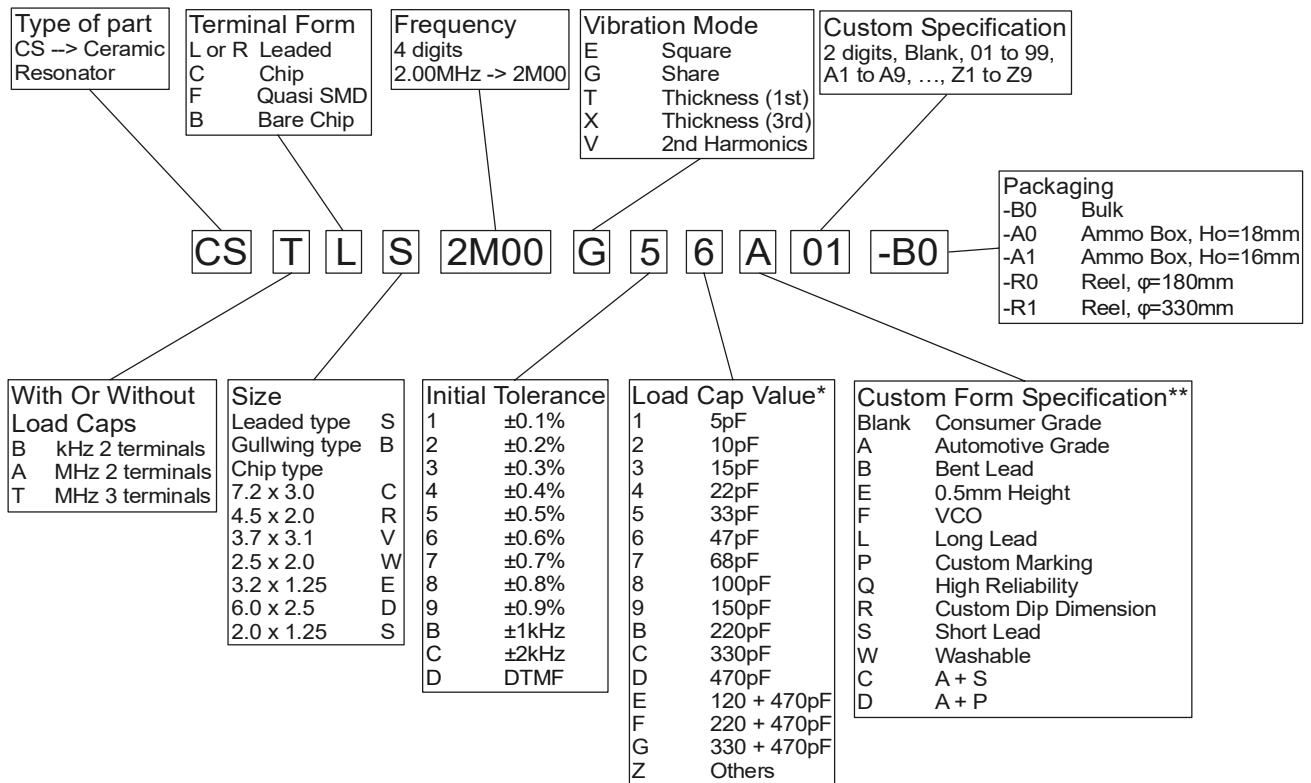 Type of part
CS --> Ceramic
Resonator
Terminal Form
L or R Leaded
C Chip
F Quasi SMD
B Bare Chip
Frequency
4 digits
2.00MHz -> 2M00
Vibration Mode
E Square
G Share
T Thickness (1st)
X Thickness (3rd)
V 2nd Harmonics
Custom Specification
2 digits, Blank, 01 to 99,
A1 to A9, …, Z1 to Z9
Packaging
-B0 Bulk
-A0 Ammo Box, Ho=18mm
-A1 Ammo Box, Ho=16mm
-R0 Reel, φ=180mm
-R1 Reel, φ=330mm
CS T L S 2M00 G 5 6 A 01 -B0
With Or Without
Load Caps
B kHz 2 terminals
A MHz 2 terminals
T MHz 3 terminals
Size
Leaded type S
Gullwing type B
Chip type
7.2 x 3.0 C
4.5 x 2.0 R
3.7 x 3.1 V
2.5 x 2.0 W
3.2 x 1.25 E
6.0 x 2.5 D
2.0 x 1.25 S
Initial Tolerance
1 ±0.1%
2 ±0.2%
3 ±0.3%
4 ±0.4%
5 ±0.5%
6 ±0.6%
7 ±0.7%
8 ±0.8%
9 ±0.9%
B ±1kHz
C ±2kHz
D DTMF
Load Cap Value*
1 5pF
2 10pF
3 15pF
4 22pF
5 33pF
6 47pF
7 68pF
8 100pF
9 150pF
B 220pF
C 330pF
D 470pF
E 120 + 470pF
F 220 + 470pF
G 330 + 470pF
Z Others
Custom Form Specification**
Blank Consumer Grade
A Automotive Grade
B Bent Lead
E 0.5mm Height
F VCO
L Long Lead
P Custom Marking
Q High Reliability
R Custom Dip Dimension
S Short Lead
W Washable
C A + S
D A + P